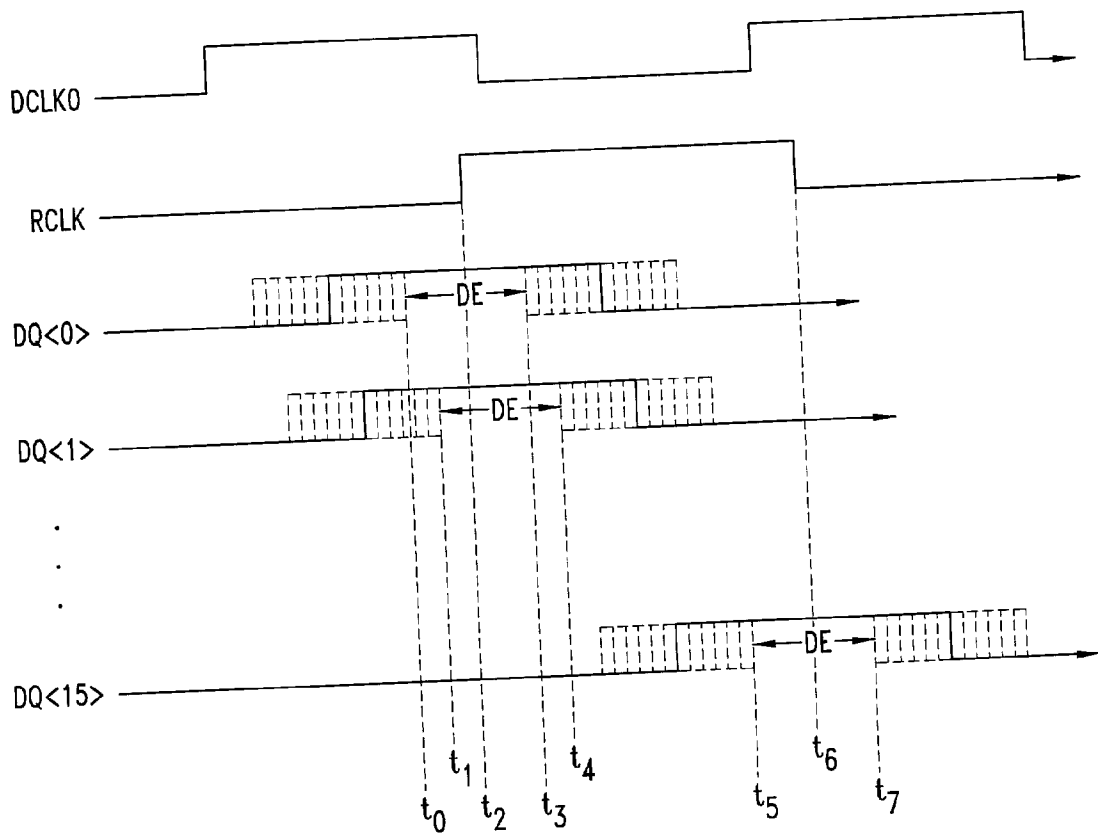 DCLK0
RCLK
DQ<0>
DE
DQ<1>
DE
.
.
.
DQ<15>
DE
t0
t1
t2
t3
t4
t5
t6
t7